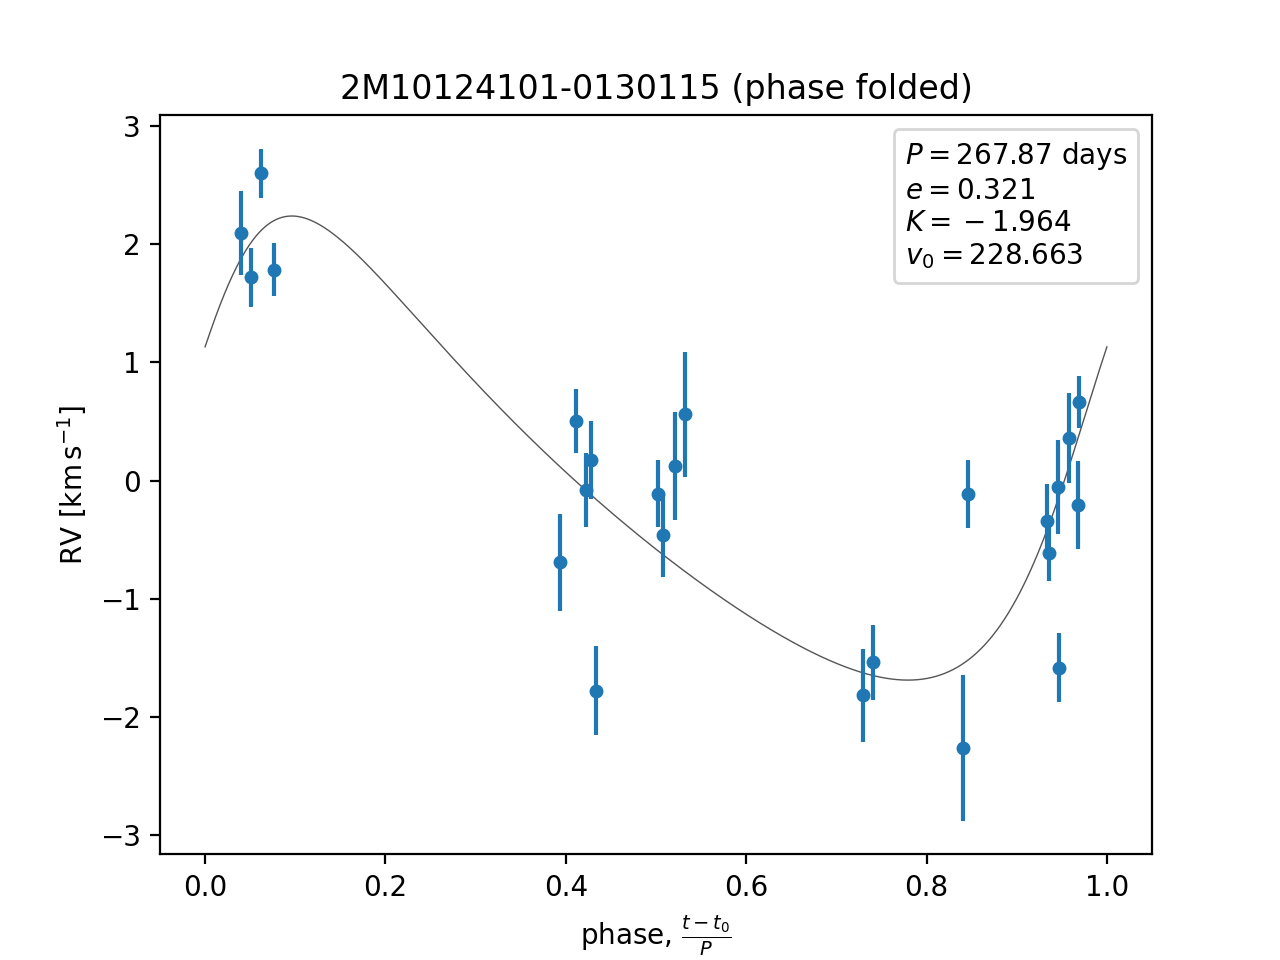 2M10124101-0130115 (phase folded)
P = 267.87 days
e = 0.321
K = −1.964
v₀ = 228.663
RV [km s⁻¹]
3
2
1
0
−1
−2
−3
0.0 0.2 0.4 0.6 0.8 1.0
phase, (t − t₀)/P